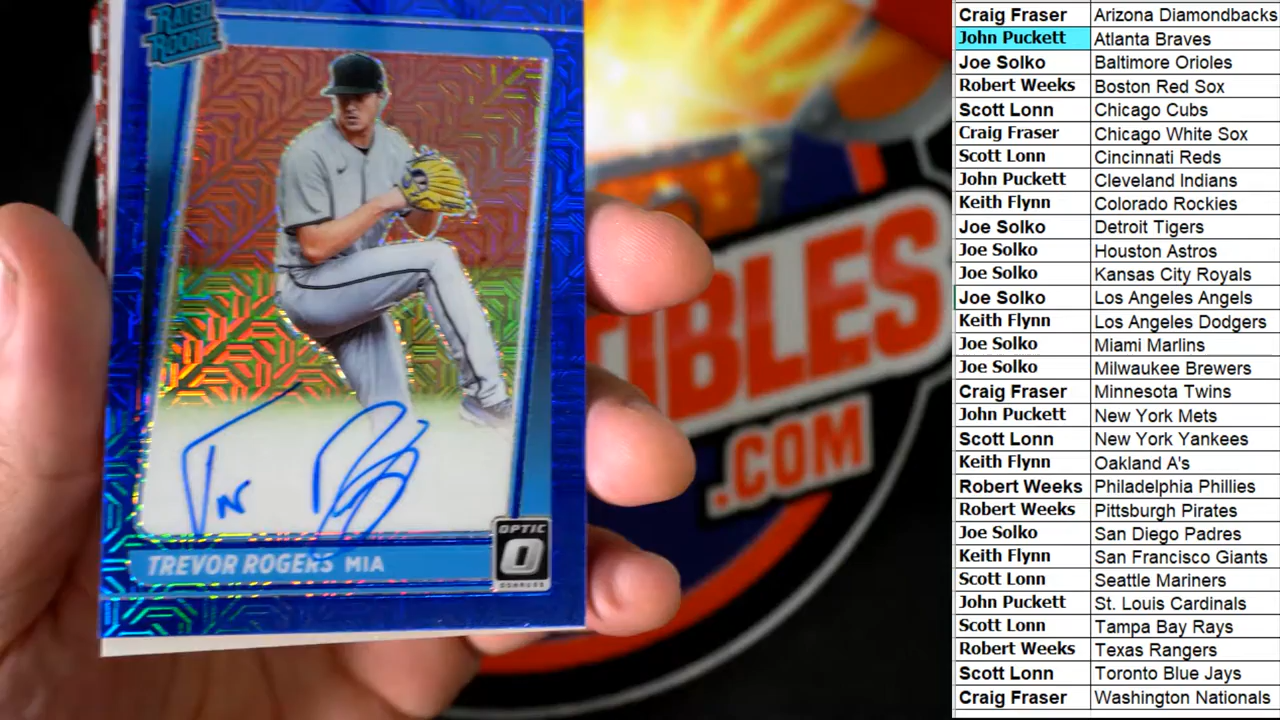 RATED
ROOKIE
TREVOR ROGERS MIA
OPTIC
DONRUSS
TIBLES
.COM
Craig Fraser Arizona Diamondbacks
John Puckett Atlanta Braves
Joe Solko Baltimore Orioles
Robert Weeks Boston Red Sox
Scott Lonn Chicago Cubs
Craig Fraser Chicago White Sox
Scott Lonn Cincinnati Reds
John Puckett Cleveland Indians
Keith Flynn Colorado Rockies
Joe Solko Detroit Tigers
Joe Solko Houston Astros
Joe Solko Kansas City Royals
Joe Solko Los Angeles Angels
Keith Flynn Los Angeles Dodgers
Joe Solko Miami Marlins
Joe Solko Milwaukee Brewers
Craig Fraser Minnesota Twins
John Puckett New York Mets
Scott Lonn New York Yankees
Keith Flynn Oakland A's
Robert Weeks Philadelphia Phillies
Robert Weeks Pittsburgh Pirates
Joe Solko San Diego Padres
Keith Flynn San Francisco Giants
Scott Lonn Seattle Mariners
John Puckett St. Louis Cardinals
Scott Lonn Tampa Bay Rays
Robert Weeks Texas Rangers
Scott Lonn Toronto Blue Jays
Craig Fraser Washington Nationals